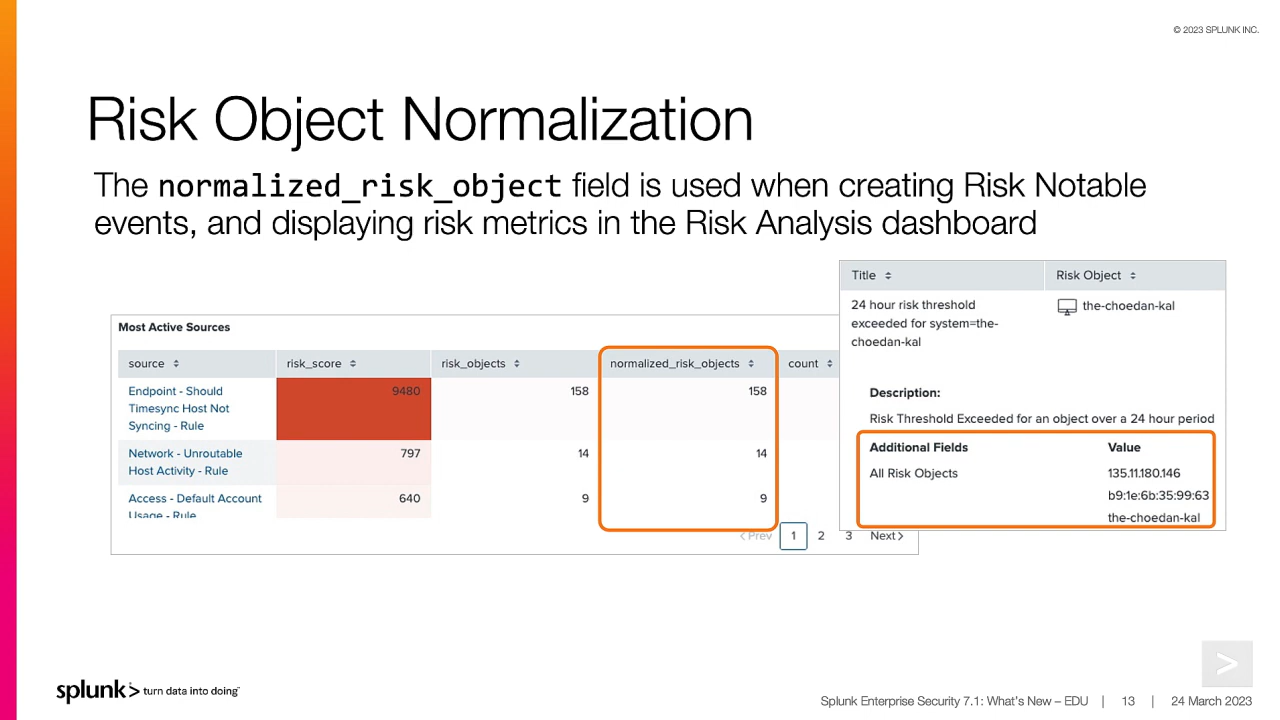 © 2023 SPLUNK INC.
Risk Object Normalization
The normalized_risk_object field is used when creating Risk Notable
events, and displaying risk metrics in the Risk Analysis dashboard
Most Active Sources
source risk_score risk_objects normalized_risk_objects count
Endpoint - Should
Timesync Host Not
Syncing - Rule
9480 158 158
Network - Unroutable
Host Activity - Rule
797 14 14
Access - Default Account
Usage - Rule
640 9 9
< Prev 1 2 3 Next >
Title Risk Object
24 hour risk threshold
exceeded for system=the-
choedan-kal
the-choedan-kal
Description:
Risk Threshold Exceeded for an object over a 24 hour period
Additional Fields Value
All Risk Objects 135.11.180.146
b9:1e:6b:35:99:63
the-choedan-kal
splunk> turn data into doing™
Splunk Enterprise Security 7.1: What's New – EDU | 13 | 24 March 2023